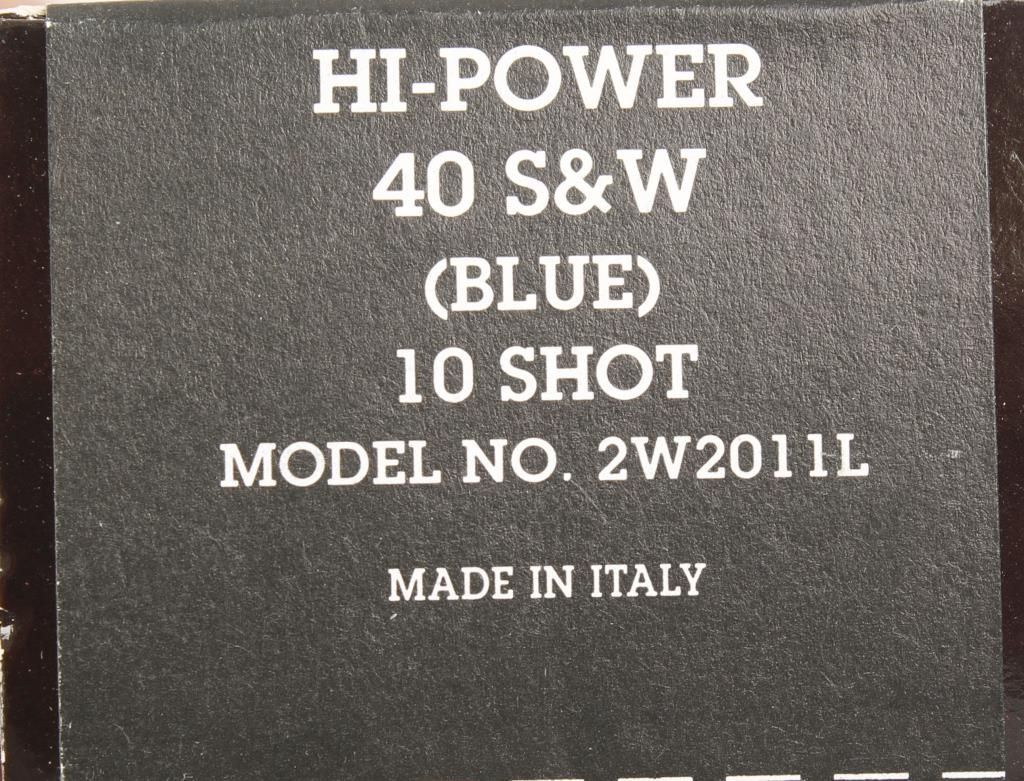 HI-POWER
40 S&W
(BLUE)
10 SHOT
MODEL NO. 2W2011L
MADE IN ITALY